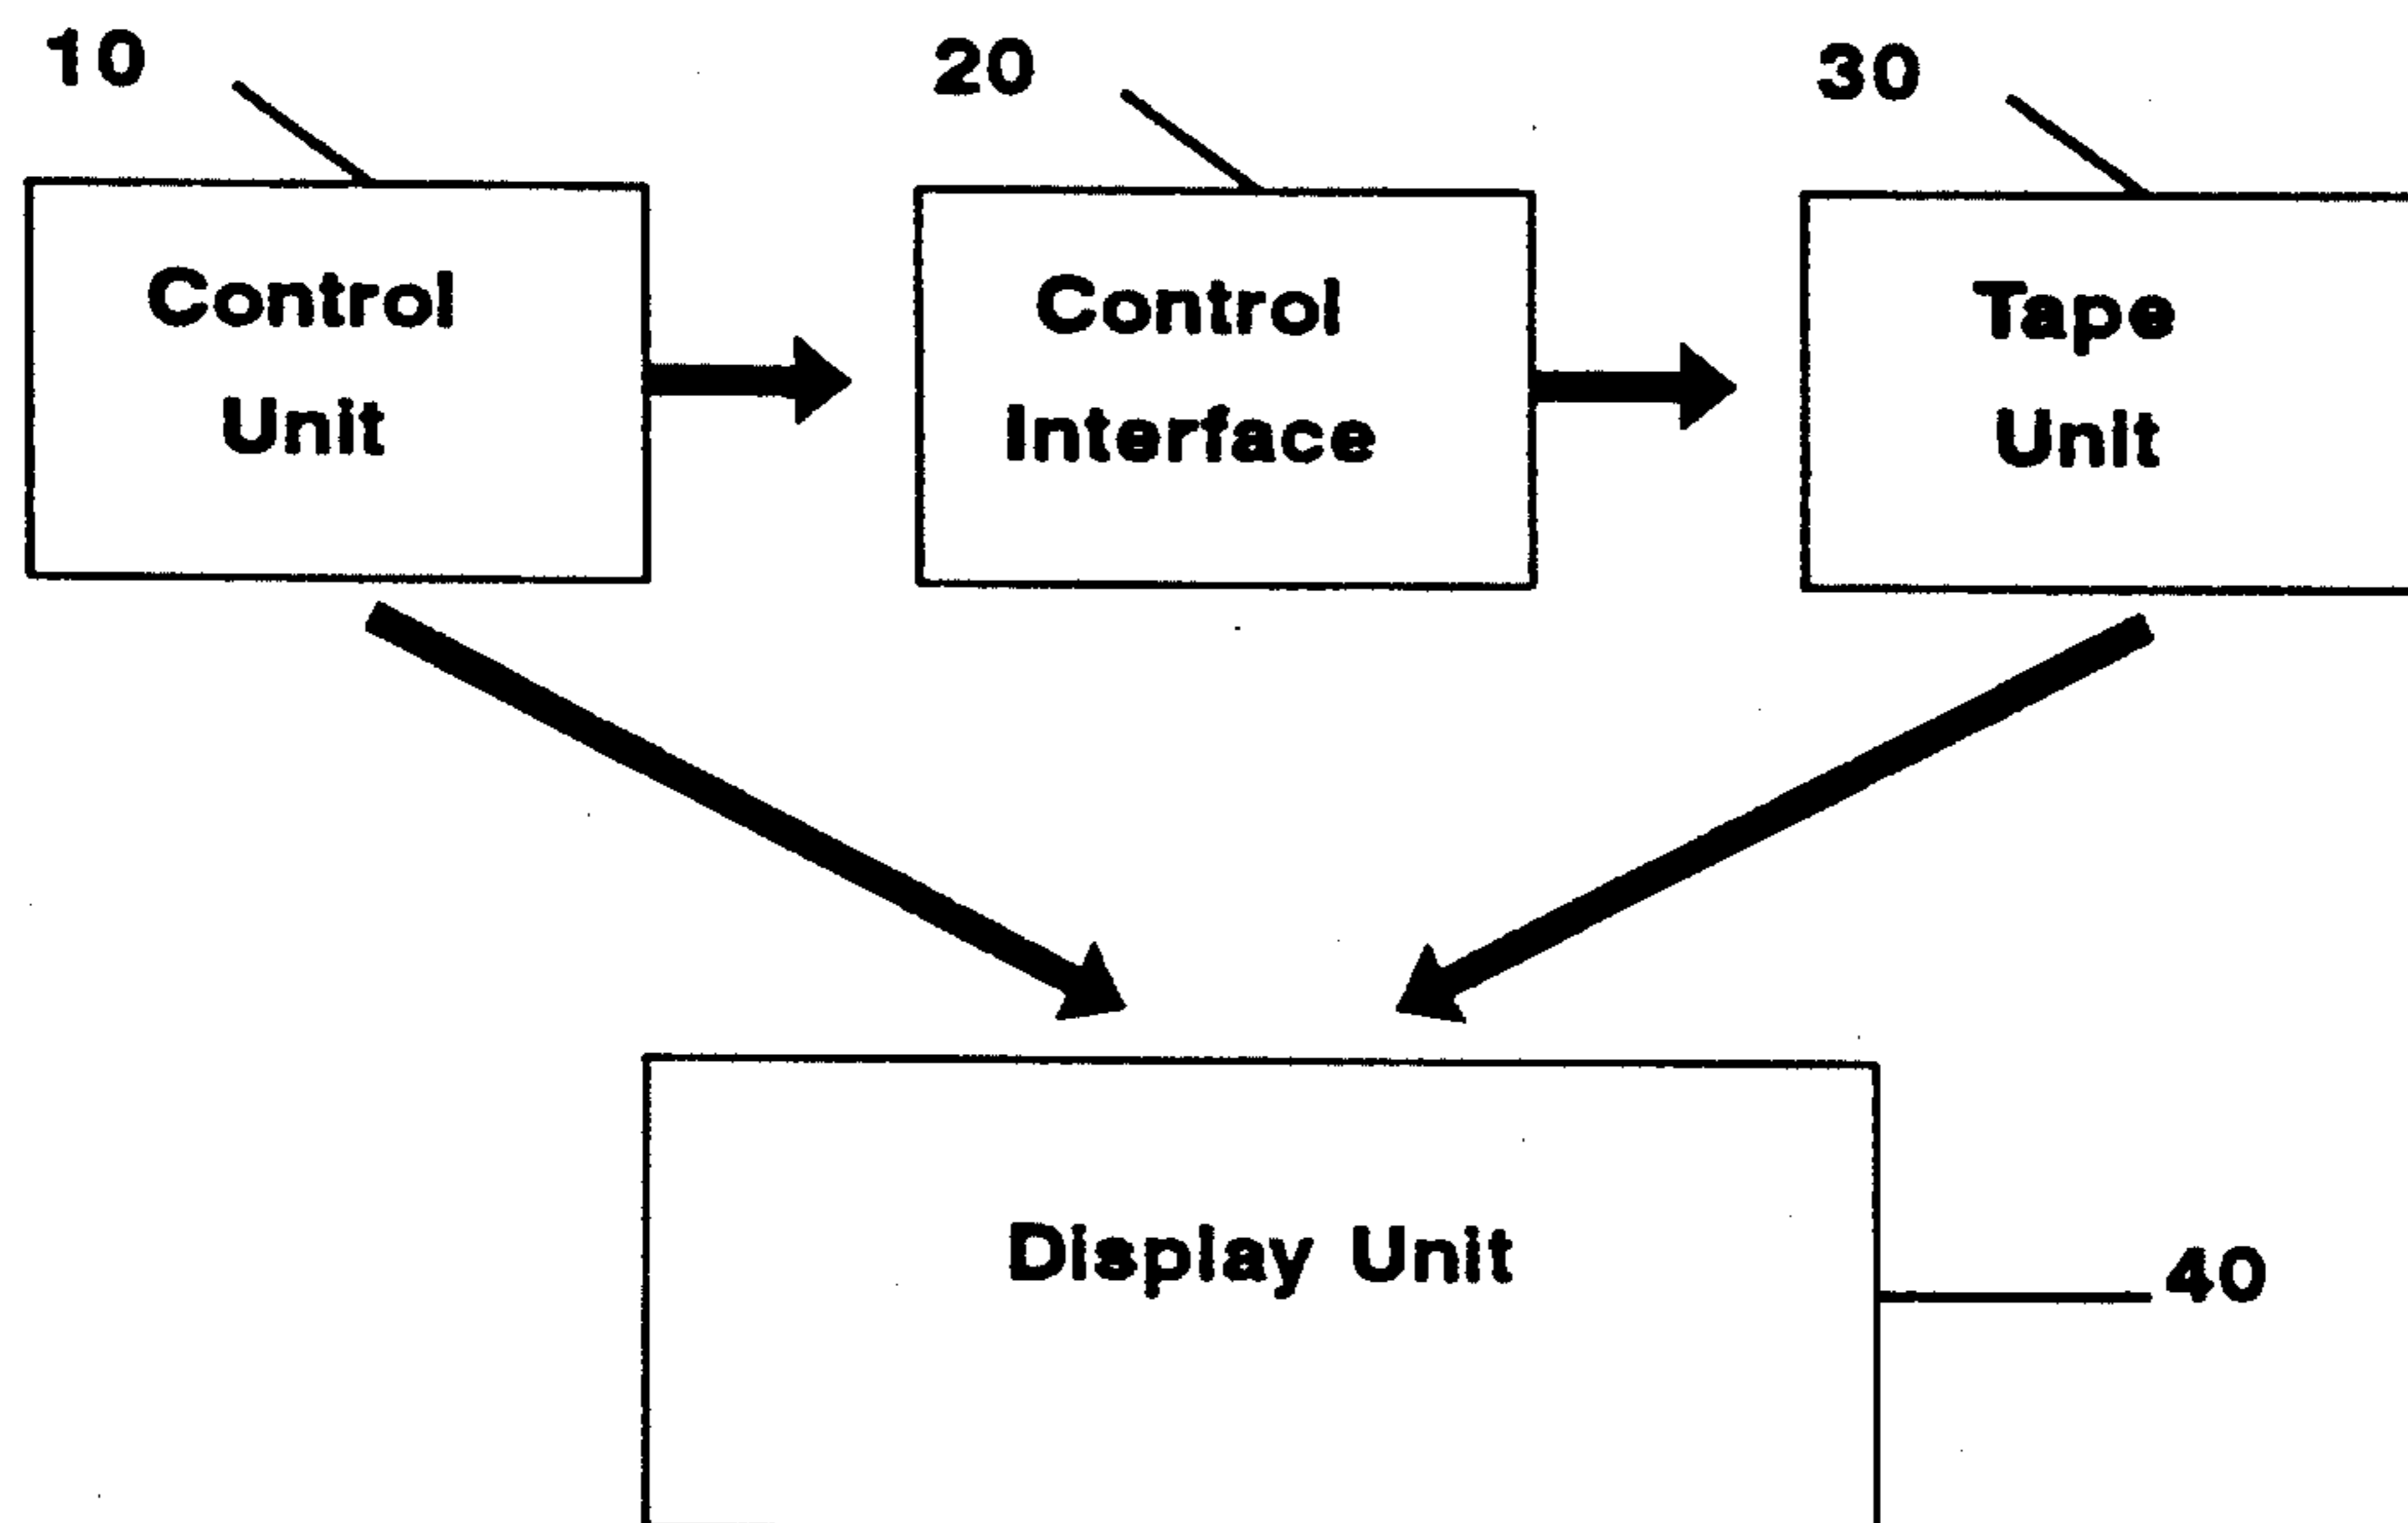 10
20
30
Control
Unit
Control
Interface
Tape
Unit
Display Unit
40